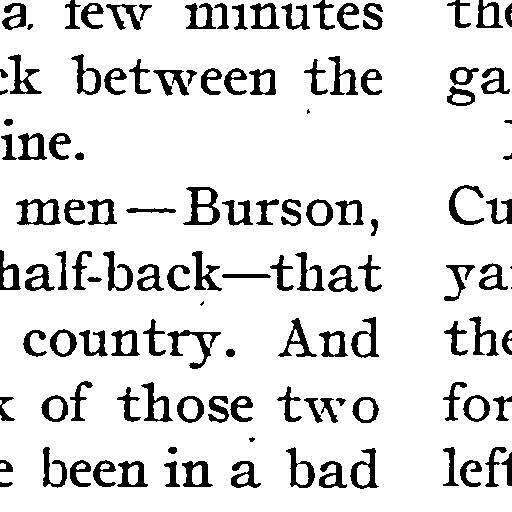 a few minutes
ck between the
ine.
men—Burson,
half-back—that
country. And
k of those two
e been in a bad
the
ga
Cu
yar
the
for
left